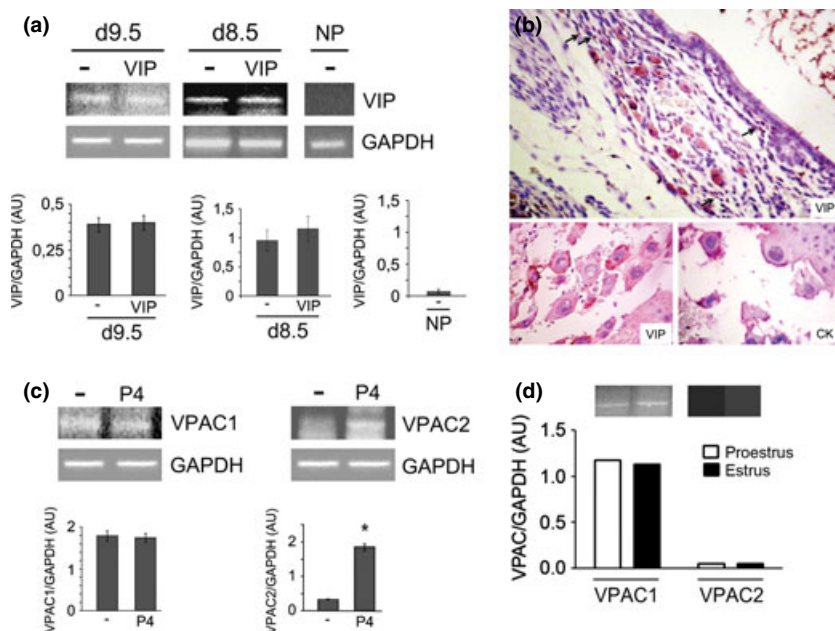 (a)
d9.5 d8.5 NP
- VIP - VIP -
VIP
GAPDH
VIP/GAPDH (AU)
0,5
0,25
0
- VIP
d9.5
VIP/GAPDH (AU)
1,5
1
0,5
0
- VIP
d8.5
VIP/GAPDH (AU)
1,5
1
0,5
0
-
NP
(b)
VIP
VIP
CK
(c)
- P4
VPAC1
GAPDH
- P4
VPAC2
GAPDH
VPAC1/GAPDH (AU)
2
1
0
- P4
VPAC2/GAPDH (AU)
2
1
0
*
- P4
(d)
VPAC/GAPDH (AU)
1.5
1.0
0.5
0.0
Proestrus
Estrus
VPAC1 VPAC2